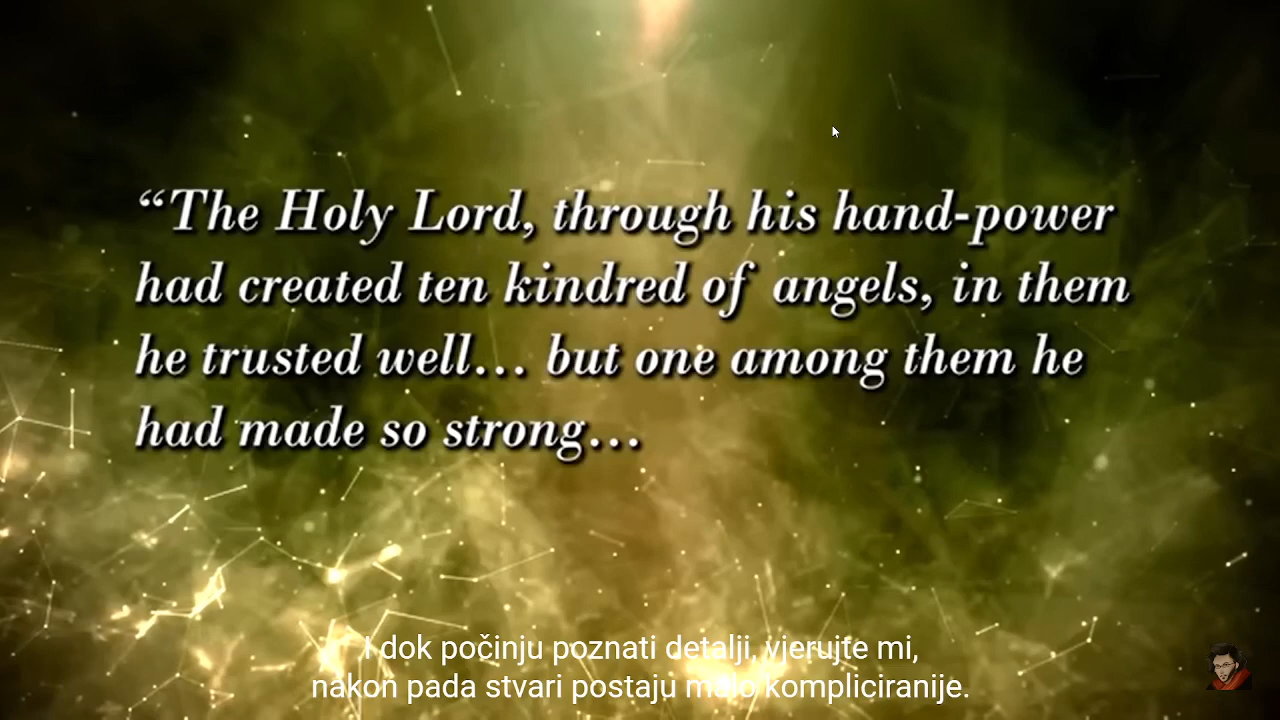 “The Holy Lord, through his hand-power
had created ten kindred of angels, in them
he trusted well... but one among them he
had made so strong...
I dok počinju poznati detalji, vjerujte mi,
nakon pada stvari postaju malo kompliciranije.